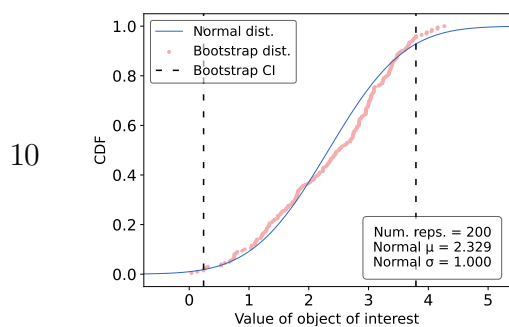 10
1.0
0.8
0.6
0.4
0.2
0.0
CDF
Normal dist.
Bootstrap dist.
Bootstrap CI
Num. reps. = 200
Normal μ = 2.329
Normal σ = 1.000
0 1 2 3 4 5
Value of object of interest